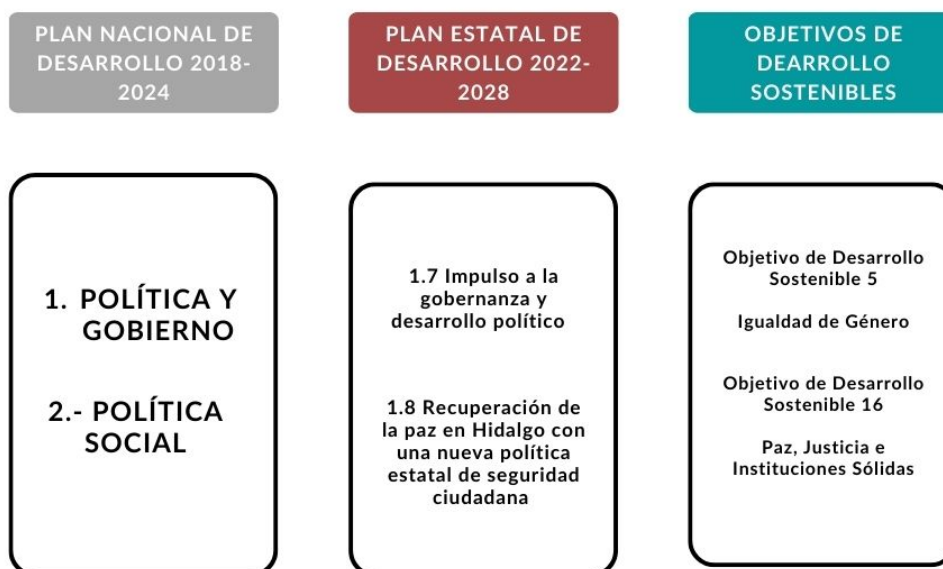 PLAN NACIONAL DE
DESARROLLO 2018-
2024
PLAN ESTATAL DE
DESARROLLO 2022-
2028
OBJETIVOS DE
DEARROLLO
SOSTENIBLES
1. POLÍTICA Y
GOBIERNO
2.- POLÍTICA
SOCIAL
1.7 Impulso a la
gobernanza y
desarrollo político
1.8 Recuperación de
la paz en Hidalgo con
una nueva política
estatal de seguridad
ciudadana
Objetivo de Desarrollo
Sostenible 5
Igualdad de Género
Objetivo de Desarrollo
Sostenible 16
Paz, Justicia e
Instituciones Sólidas